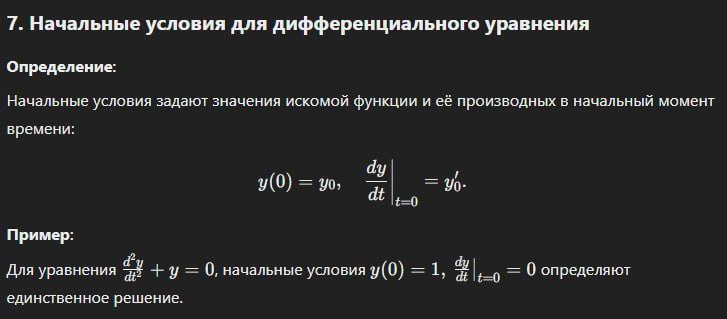 7. Начальные условия для дифференциального уравнения
Определение:
Начальные условия задают значения искомой функции и её производных в начальный момент
времени:
y(0) = y₀, dy/dt|ₜ₌₀ = y′₀.
Пример:
Для уравнения d²y/dt² + y = 0, начальные условия y(0) = 1, dy/dt|ₜ₌₀ = 0 определяют
единственное решение.